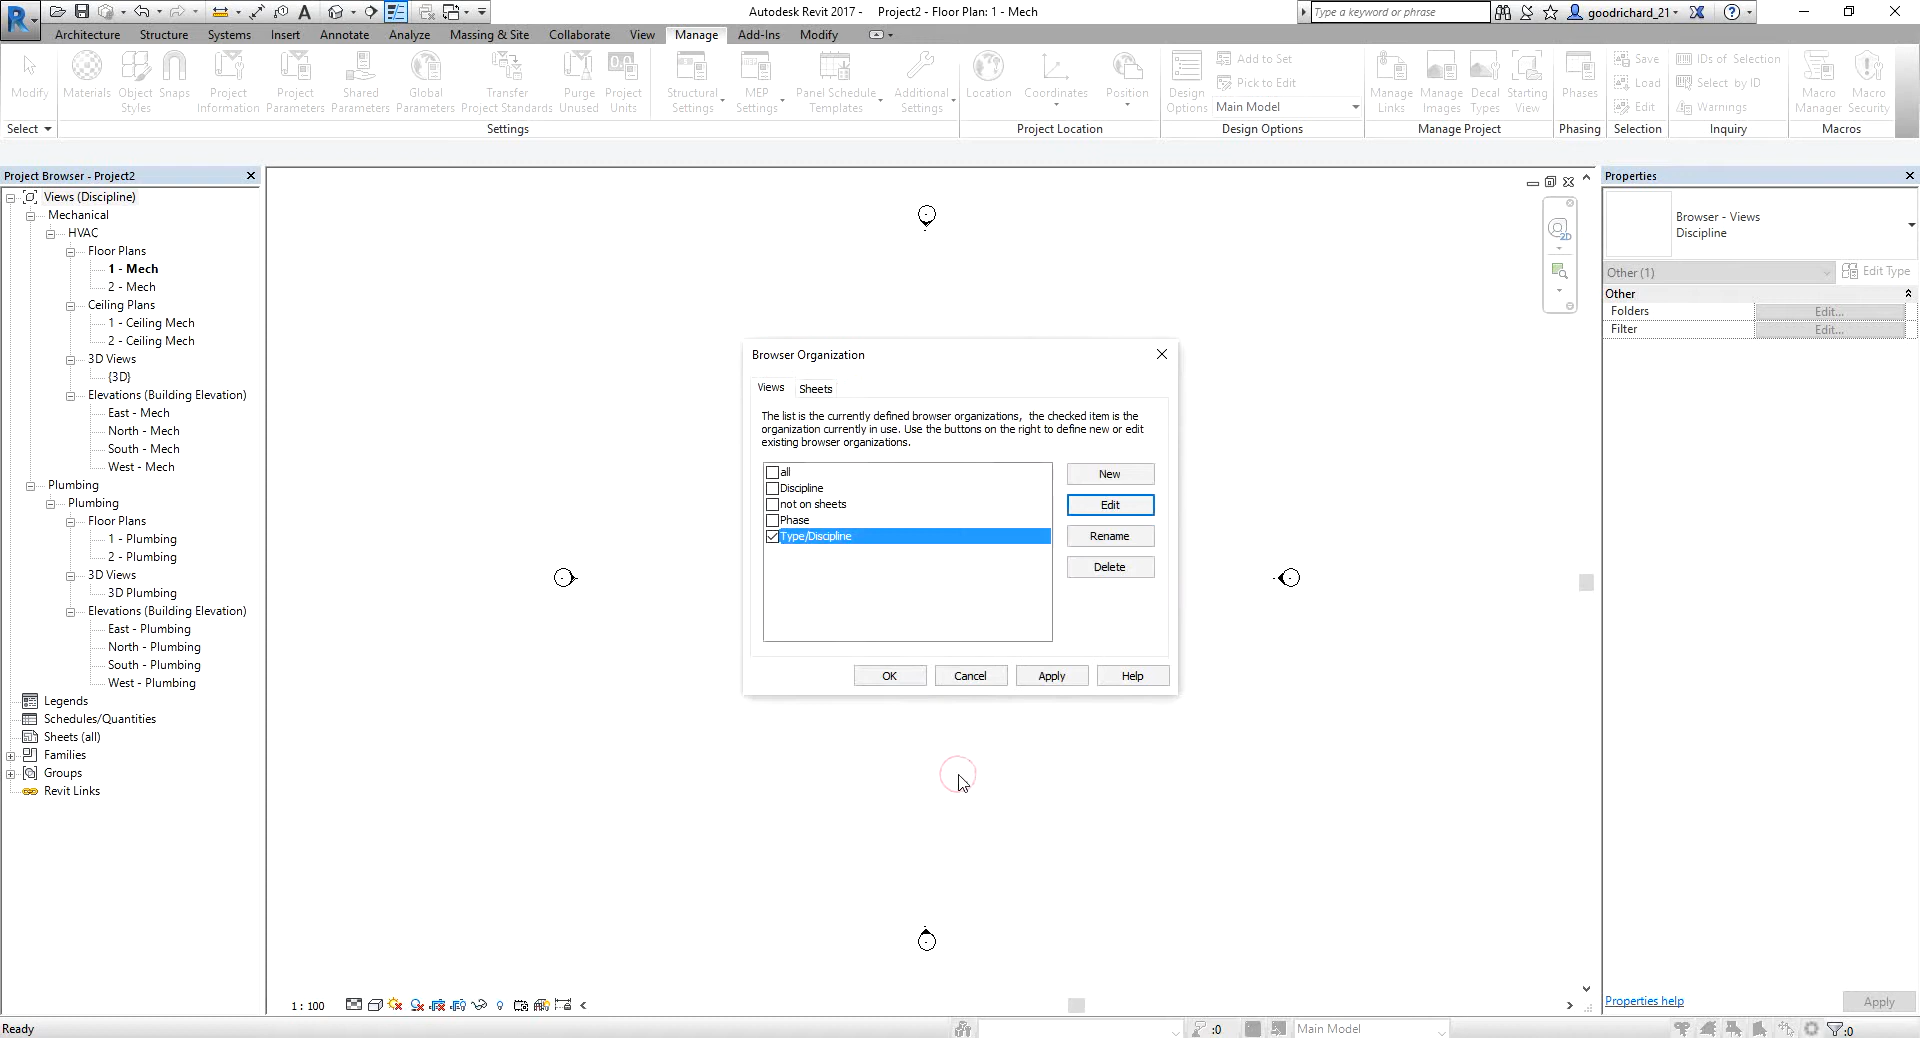 Autodesk Revit 2017 - Project2 - Floor Plan: 1 - Mech
Type a keyword or phrase
goodrichard_21
Architecture Structure Systems Insert Annotate Analyze Massing & Site Collaborate View Manage Add-Ins Modify
Modify
Materials
Object Styles
Snaps
Project Information
Project Parameters
Shared Parameters
Global Parameters
Transfer Project Standards
Purge Unused
Project Units
Structural Settings
MEP Settings
Panel Schedule Templates
Additional Settings
Location
Coordinates
Position
Design Options
Add to Set
Pick to Edit
Main Model
Manage Links
Manage Images
Decal Types
Starting View
Phases
Save
Load
Edit
IDs of Selection
Select by ID
Warnings
Macro Manager
Macro Security
Select
Settings
Project Location
Design Options
Manage Project
Phasing
Selection
Inquiry
Macros
Project Browser - Project2
Views (Discipline)
Mechanical
HVAC
Floor Plans
1 - Mech
2 - Mech
Ceiling Plans
1 - Ceiling Mech
2 - Ceiling Mech
3D Views
{3D}
Elevations (Building Elevation)
East - Mech
North - Mech
South - Mech
West - Mech
Plumbing
Plumbing
Floor Plans
1 - Plumbing
2 - Plumbing
3D Views
3D Plumbing
Elevations (Building Elevation)
East - Plumbing
North - Plumbing
South - Plumbing
West - Plumbing
Legends
Schedules/Quantities
Sheets (all)
Families
Groups
Revit Links
2D
Browser Organization
Views
Sheets
The list is the currently defined browser organizations, the checked item is the
organization currently in use. Use the buttons on the right to define new or edit
existing browser organizations.
all
Discipline
not on sheets
Phase
Type/Discipline
New
Edit
Rename
Delete
OK
Cancel
Apply
Help
Properties
Browser - Views
Discipline
Other (1)
Edit Type
Other
Folders
Edit...
Filter
Edit...
Properties help
Apply
1 : 100
Ready
:0
Main Model
:0